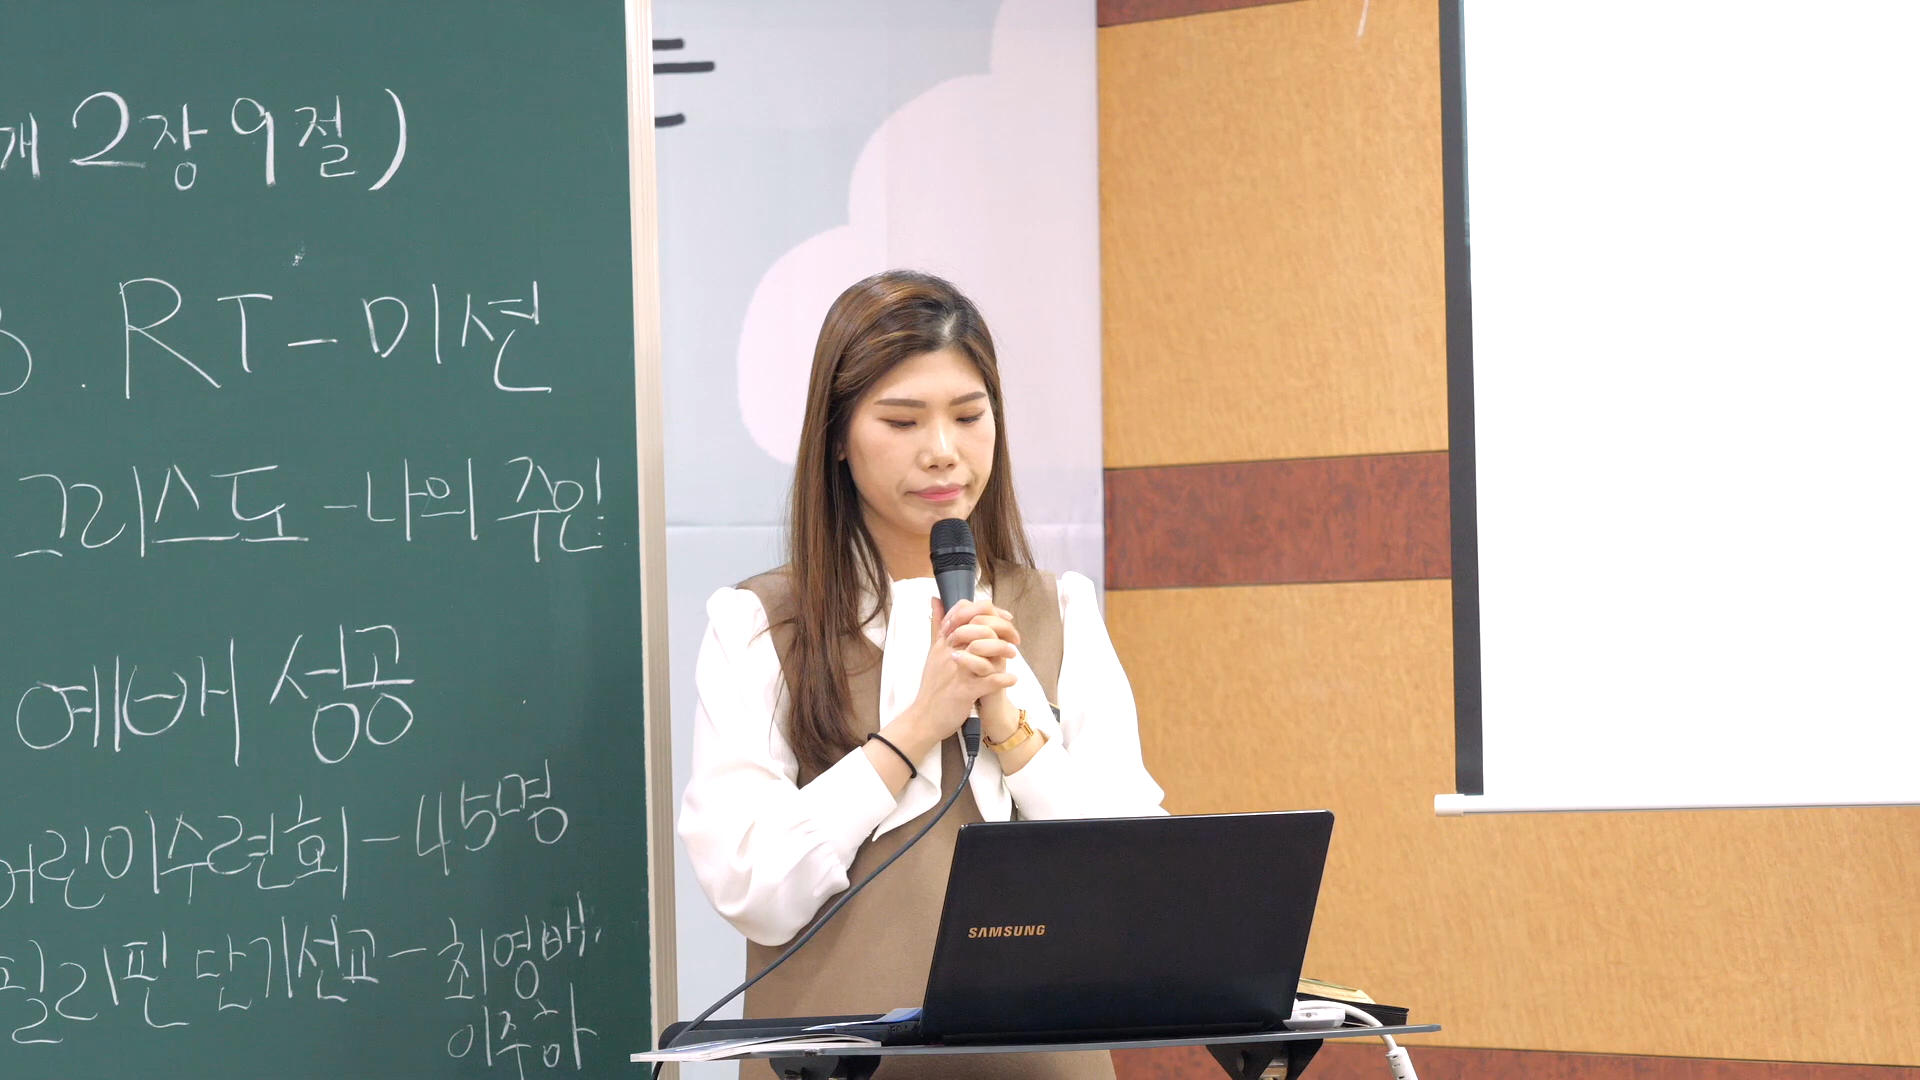 개 2장 9절)
3. RT-미션
그리스도-나의 주인!
예배 성공
어린이수련회-45명
필리핀 단기선교-최영배,
이주하
SAMSUNG